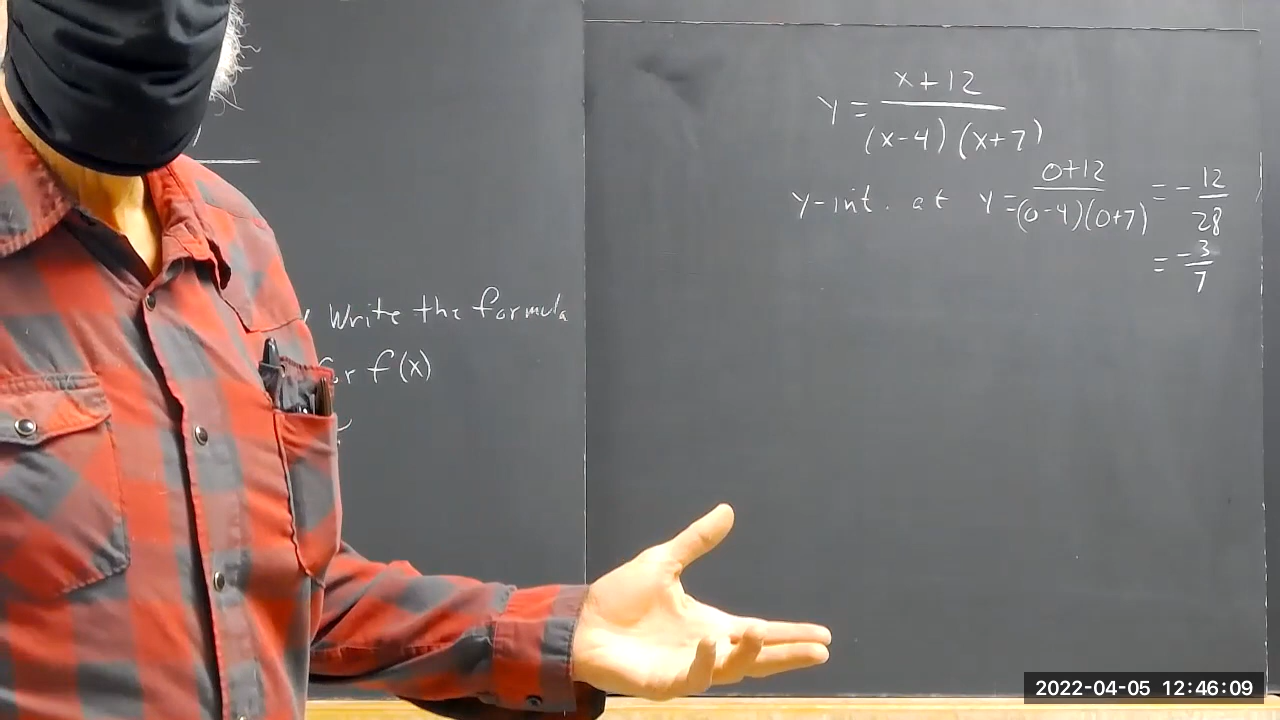 y = x+12 / (x-4)(x+7)
y-int. at y = 0+12 / (0-4)(0+7) = - 12/28
= -3/7
Write the formula
for f(x)
2022-04-05 12:46:09